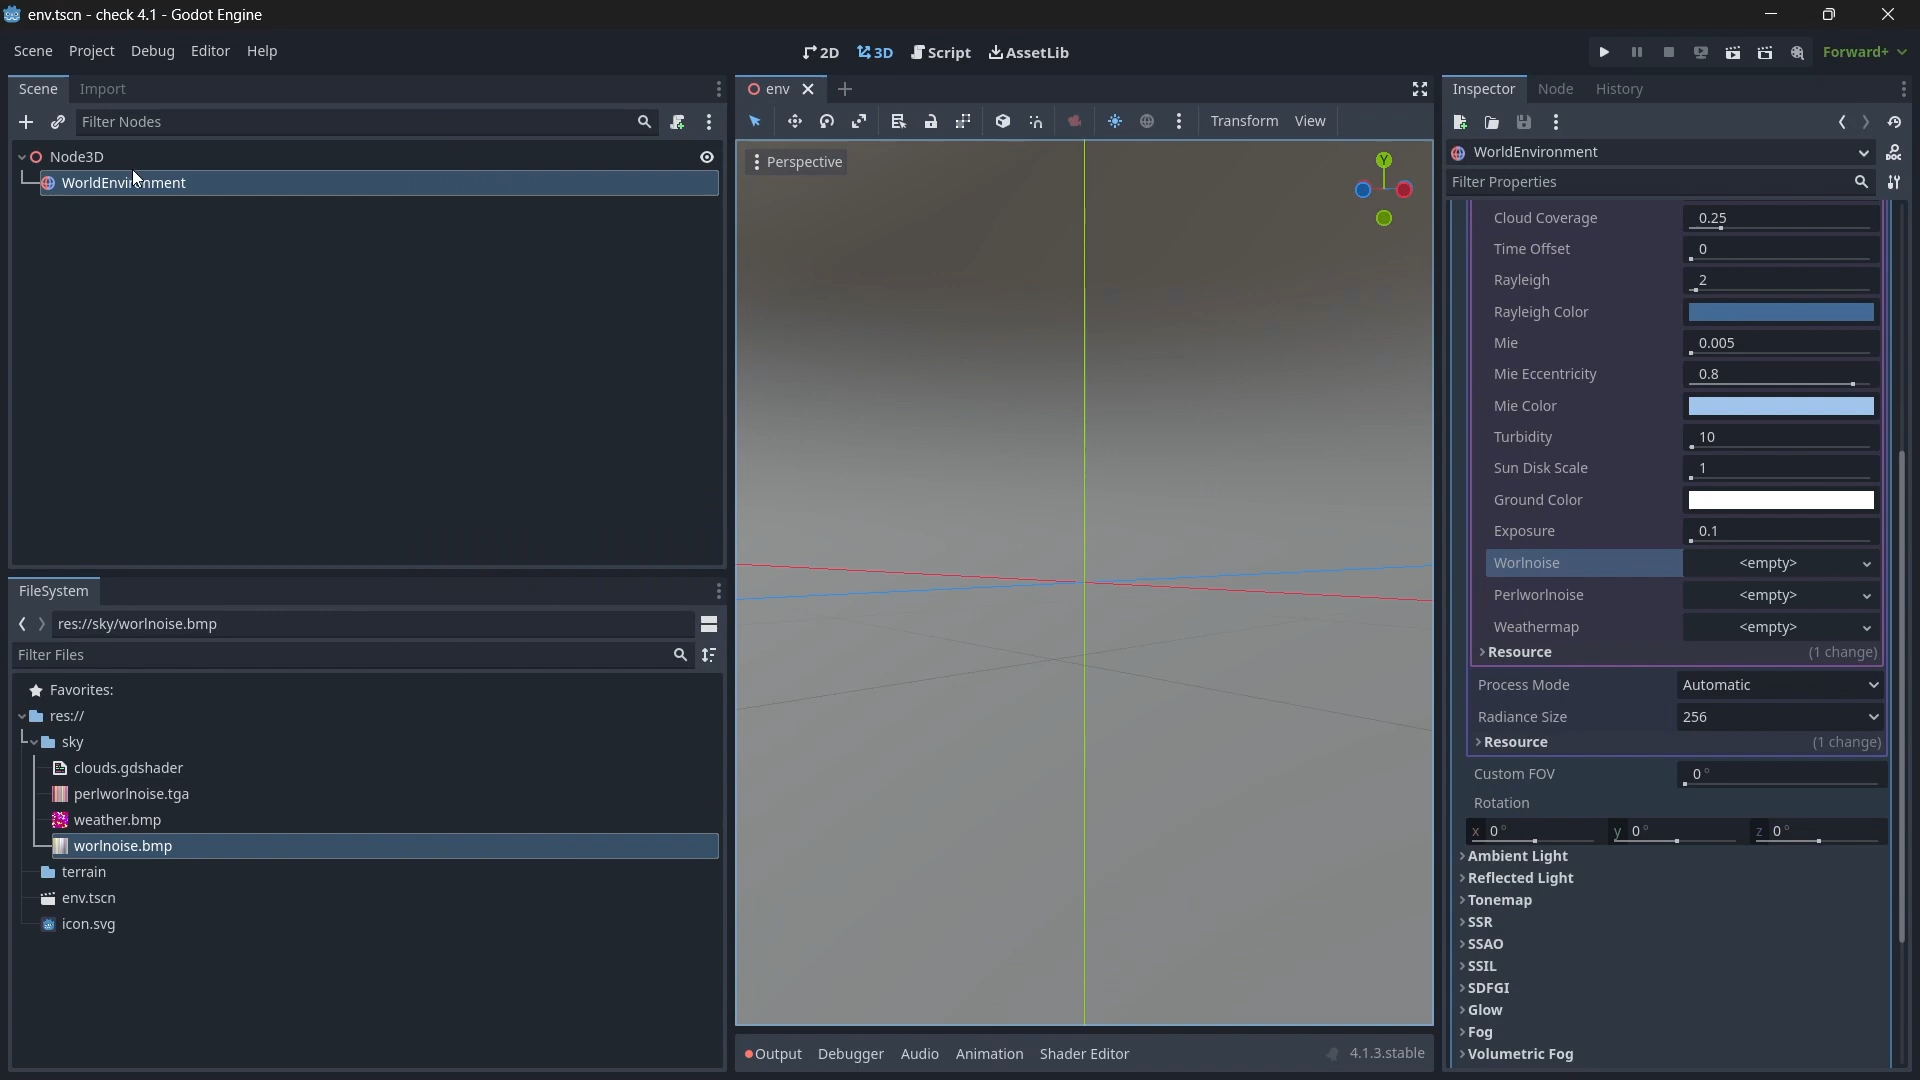 env.tscn - check 4.1 - Godot Engine
Scene Project Debug Editor Help
2D 3D Script AssetLib
Forward+
Scene Import
Filter Nodes
Node3D
WorldEnvironment
FileSystem
res://sky/worlnoise.bmp
Filter Files
Favorites:
res://
sky
clouds.gdshader
perlworlnoise.tga
weather.bmp
worlnoise.bmp
terrain
env.tscn
icon.svg
env
Transform View
Perspective
Y
Output Debugger Audio Animation Shader Editor
4.1.3.stable
Inspector Node History
WorldEnvironment
DOC
Filter Properties
Cloud Coverage 0.25
Time Offset 0
Rayleigh 2
Rayleigh Color
Mie 0.005
Mie Eccentricity 0.8
Mie Color
Turbidity 10
Sun Disk Scale 1
Ground Color
Exposure 0.1
Worlnoise <empty>
Perlworlnoise <empty>
Weathermap <empty>
Resource (1 change)
Process Mode Automatic
Radiance Size 256
Resource (1 change)
Custom FOV 0 °
Rotation
x 0 ° y 0 ° z 0 °
Ambient Light
Reflected Light
Tonemap
SSR
SSAO
SSIL
SDFGI
Glow
Fog
Volumetric Fog